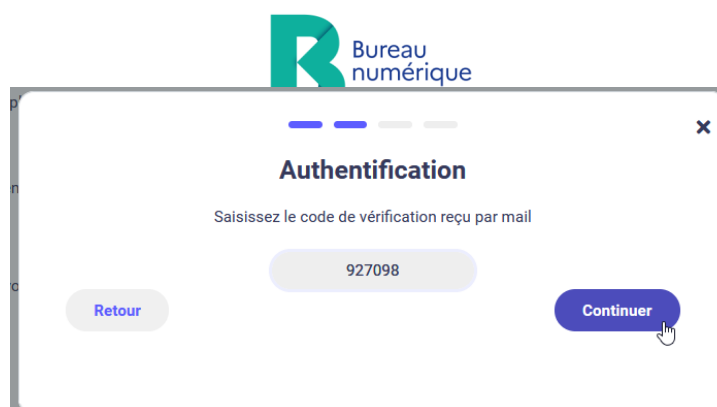 Bureau
numérique
Authentification
Saisissez le code de vérification reçu par mail
927098
Retour
Continuer